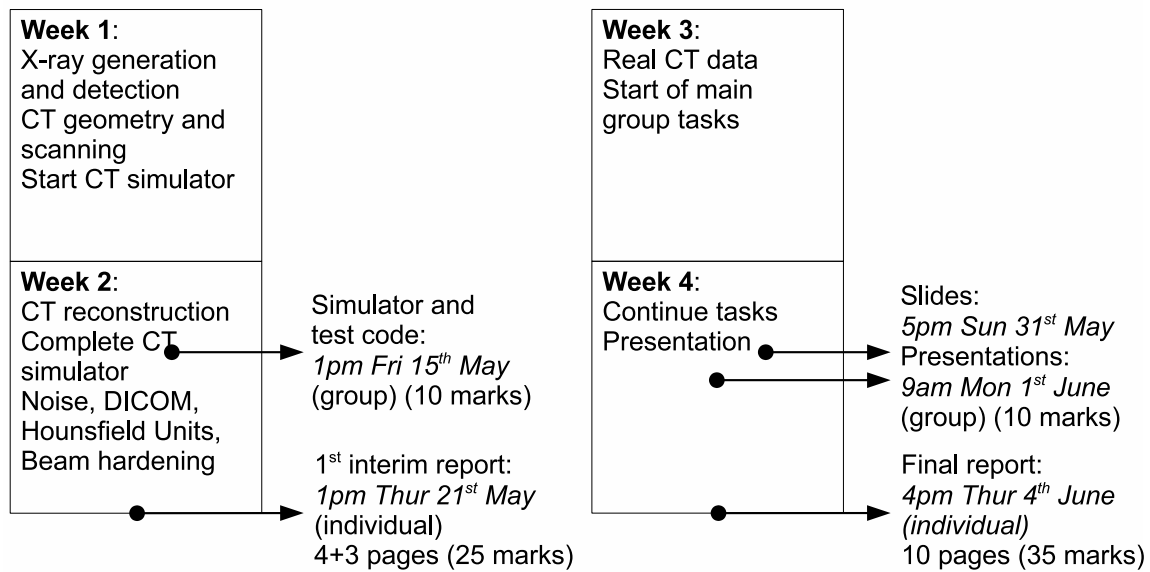 Week 1:
X-ray generation
and detection
CT geometry and
scanning
Start CT simulator
Week 2:
CT reconstruction
Complete CT
simulator
Noise, DICOM,
Hounsfield Units,
Beam hardening
Simulator and
test code:
1pm Fri 15th May
(group) (10 marks)
1st interim report:
1pm Thur 21st May
(individual)
4+3 pages (25 marks)
Week 3:
Real CT data
Start of main
group tasks
Week 4:
Continue tasks
Presentation
Slides:
5pm Sun 31st May
Presentations:
9am Mon 1st June
(group) (10 marks)
Final report:
4pm Thur 4th June
(individual)
10 pages (35 marks)